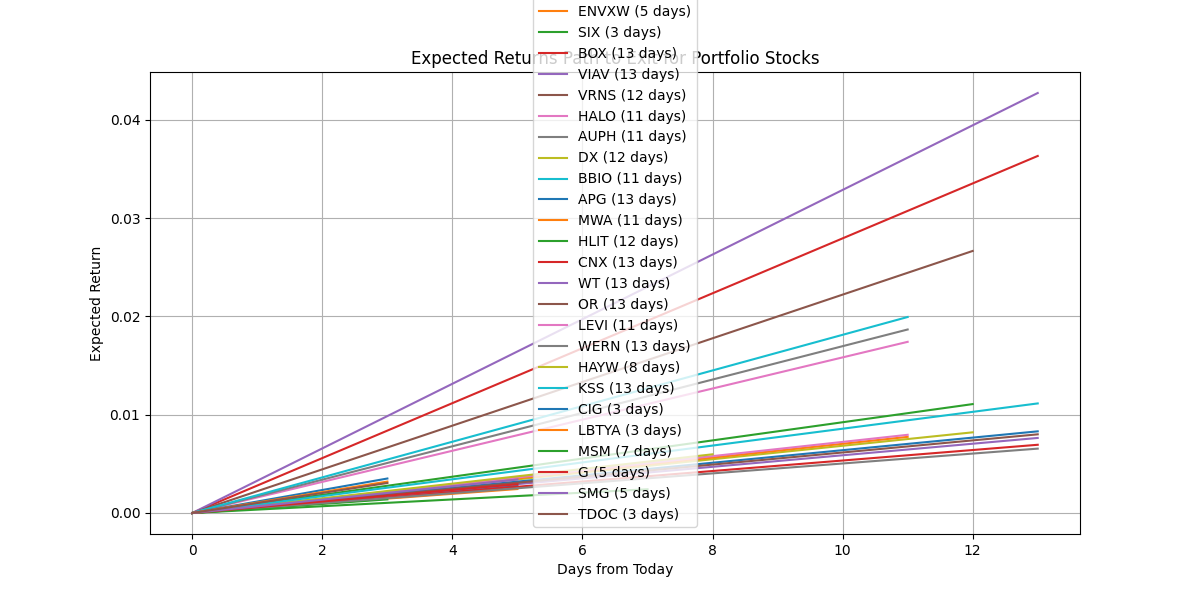 ENVXW (5 days)
SIX (3 days)
BOX (13 days)
Expected Returns Path to Exit for Portfolio Stocks
VIAV (13 days)
VRNS (12 days)
HALO (11 days)
AUPH (11 days)
DX (12 days)
BBIO (11 days)
APG (13 days)
MWA (11 days)
HLIT (12 days)
CNX (13 days)
WT (13 days)
OR (13 days)
LEVI (11 days)
WERN (13 days)
HAYW (8 days)
KSS (13 days)
CIG (3 days)
LBTYA (3 days)
MSM (7 days)
G (5 days)
SMG (5 days)
TDOC (3 days)
Expected Return
0.04
0.03
0.02
0.01
0.00
0 2 4 6 8 10 12
Days from Today